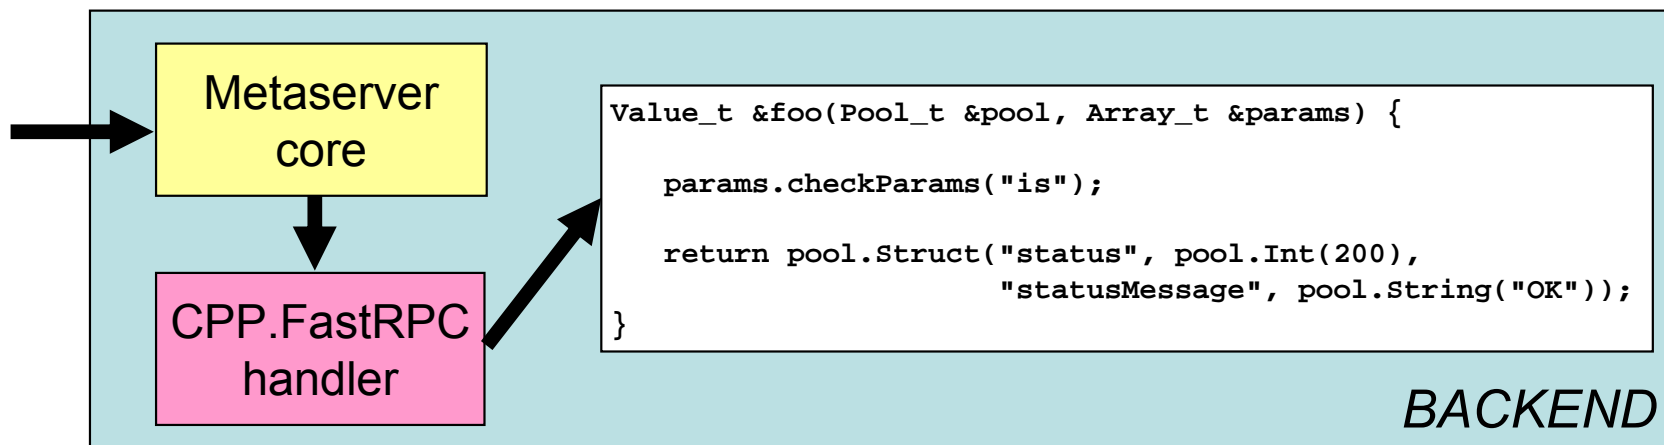 Metaserver
core
CPP.FastRPC
handler
Value_t &foo(Pool_t &pool, Array_t &params) {
params.checkParams("is");
return pool.Struct("status", pool.Int(200),
"statusMessage", pool.String("OK"));
}
BACKEND